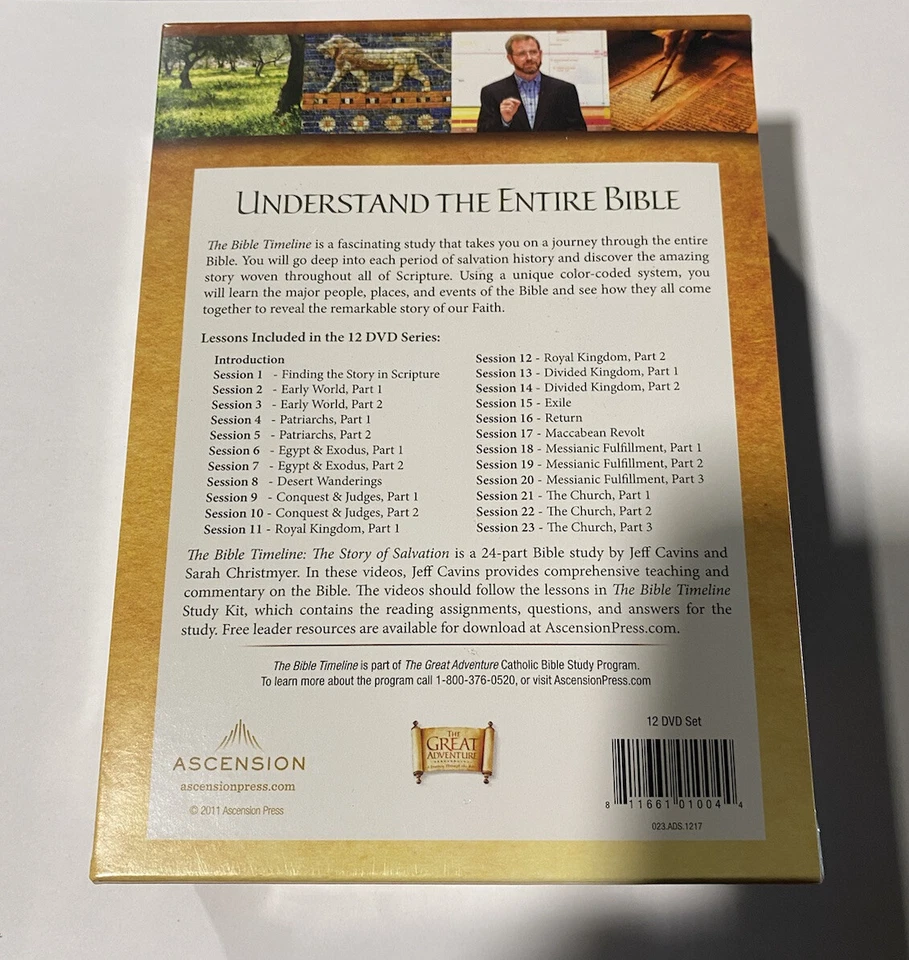 UNDERSTAND THE ENTIRE BIBLE
The Bible Timeline is a fascinating study that takes you on a journey through the entire
Bible. You will go deep into each period of salvation history and discover the amazing
story woven throughout all of Scripture. Using a unique color-coded system, you
will learn the major people, places, and events of the Bible and see how they all come
together to reveal the remarkable story of our Faith.
Lessons Included in the 12 DVD Series:
Introduction
Session 1 - Finding the Story in Scripture
Session 2 - Early World, Part 1
Session 3 - Early World, Part 2
Session 4 - Patriarchs, Part 1
Session 5 - Patriarchs, Part 2
Session 6 - Egypt & Exodus, Part 1
Session 7 - Egypt & Exodus, Part 2
Session 8 - Desert Wanderings
Session 9 - Conquest & Judges, Part 1
Session 10 - Conquest & Judges, Part 2
Session 11 - Royal Kingdom, Part 1
Session 12 - Royal Kingdom, Part 2
Session 13 - Divided Kingdom, Part 1
Session 14 - Divided Kingdom, Part 2
Session 15 - Exile
Session 16 - Return
Session 17 - Maccabean Revolt
Session 18 - Messianic Fulfillment, Part 1
Session 19 - Messianic Fulfillment, Part 2
Session 20 - Messianic Fulfillment, Part 3
Session 21 - The Church, Part 1
Session 22 - The Church, Part 2
Session 23 - The Church, Part 3
The Bible Timeline: The Story of Salvation is a 24-part Bible study by Jeff Cavins and
Sarah Christmyer. In these videos, Jeff Cavins provides comprehensive teaching and
commentary on the Bible. The videos should follow the lessons in The Bible Timeline
Study Kit, which contains the reading assignments, questions, and answers for the
study. Free leader resources are available for download at AscensionPress.com.
The Bible Timeline is part of The Great Adventure Catholic Bible Study Program.
To learn more about the program call 1-800-376-0520, or visit AscensionPress.com
ASCENSION
ascensionpress.com
© 2011 Ascension Press
THE
GREAT
ADVENTURE
12 DVD Set
8 11661 01004 4
023.ADS.1217